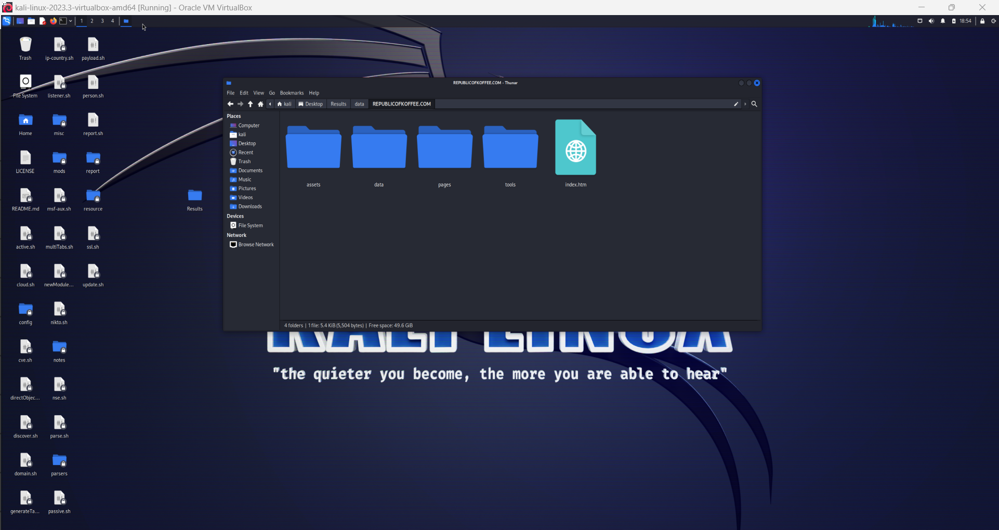 kali-linux-2023.3-virtualbox-amd64 [Running] - Oracle VM VirtualBox
1 2 3 4
18:54
Trash
ip-country.sh
payload.sh
File System
listener.sh
person.sh
Home
misc
report.sh
LICENSE
mods
report
README.md
msf-aux.sh
resource
Results
active.sh
multiTabs.sh
ssl.sh
cloud.sh
newModule...
update.sh
config
nikto.sh
cve.sh
notes
directObjec...
nse.sh
discover.sh
parse.sh
domain.sh
parsers
generateTa...
passive.sh
REPUBLICOFKOFFEE.COM - Thunar
File Edit View Go Bookmarks Help
kali Desktop Results data REPUBLICOFKOFFEE.COM
Places
Computer
kali
Desktop
Recent
Trash
Documents
Music
Pictures
Videos
Downloads
Devices
File System
Network
Browse Network
assets
data
pages
tools
index.htm
4 folders | 1 file: 5.4 KiB (5,504 bytes) | Free space: 49.6 GiB
KALI LINUX
"the quieter you become, the more you are able to hear"